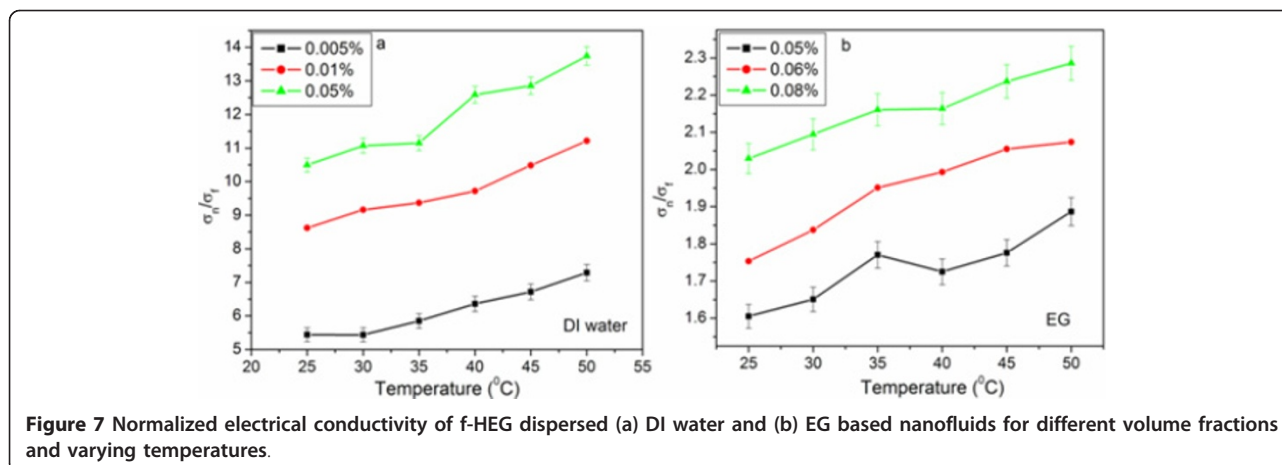 a
0.005%
0.01%
0.05%
14
13
12
11
10
9
8
7
6
5
σn/σf
DI water
20 25 30 35 40 45 50 55
Temperature (⁰C)
b
0.05%
0.06%
0.08%
2.3
2.2
2.1
2.0
1.9
1.8
1.7
1.6
σn/σf
EG
25 30 35 40 45 50
Temperature (⁰C)
Figure 7 Normalized electrical conductivity of f-HEG dispersed (a) DI water and (b) EG based nanofluids for different volume fractions
and varying temperatures.